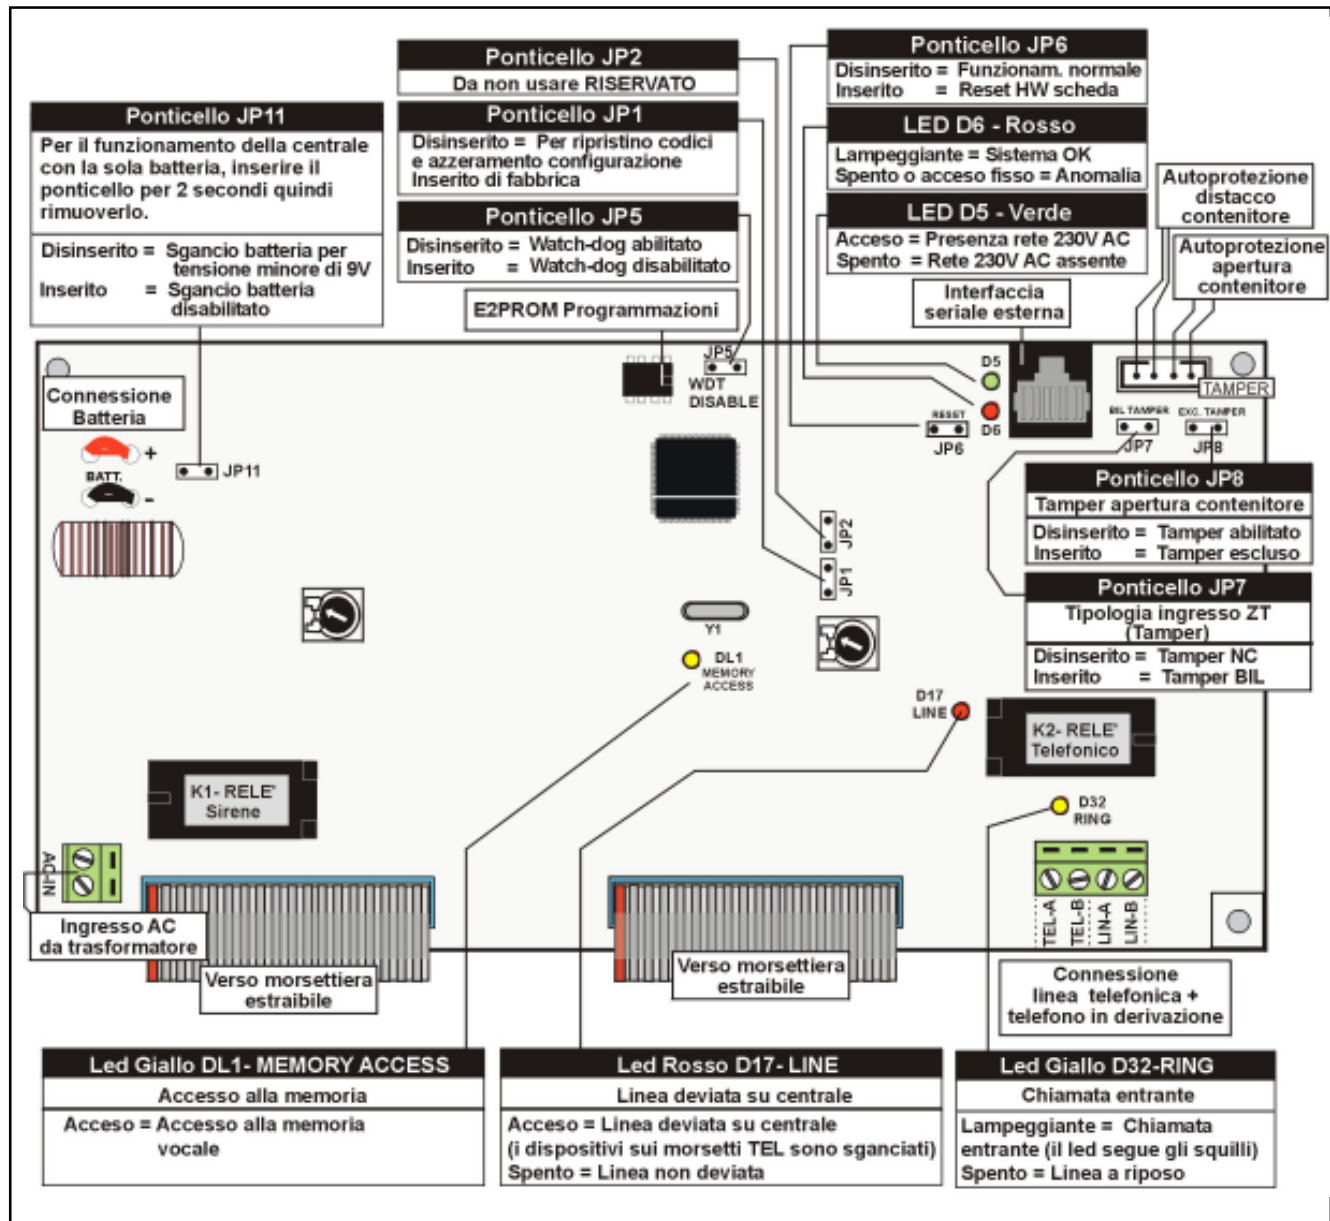 Ponticello JP2
Da non usare RISERVATO
Ponticello JP1
Disinserito = Per ripristino codici
e azzeramento configurazione
Inserito di fabbrica
Ponticello JP5
Disinserito = Watch-dog abilitato
Inserito = Watch-dog disabilitato
E2PROM Programmazioni
Ponticello JP11
Per il funzionamento della centrale
con la sola batteria, inserire il
ponticello per 2 secondi quindi
rimuoverlo.
Disinserito = Sgancio batteria per
tensione minore di 9V
Inserito = Sgancio batteria
disabilitato
Ponticello JP6
Disinserito = Funzionam. normale
Inserito = Reset HW scheda
LED D6 - Rosso
Lampeggiante = Sistema OK
Spento o acceso fisso = Anomalia
LED D5 - Verde
Acceso = Presenza rete 230V AC
Spento = Rete 230V AC assente
Interfaccia
seriale esterna
Autoprotezione
distacco
contenitore
Autoprotezione
apertura
contenitore
Connessione
Batteria
+
BATT.
-
JP11
JP5
WDT
DISABLE
D5
D6
RESET
JP6
TAMPER
BIL TAMPER
EXC. TAMPER
JP7
JP8
Ponticello JP8
Tamper apertura contenitore
Disinserito = Tamper abilitato
Inserito = Tamper escluso
Ponticello JP7
Tipologia ingresso ZT
(Tamper)
Disinserito = Tamper NC
Inserito = Tamper BIL
JP2
JP1
Y1
DL1
MEMORY
ACCESS
D17
LINE
K2- RELE'
Telefonico
K1- RELE'
Sirene
D32
RING
AC-IN
Ingresso AC
da trasformatore
Verso morsettiera
estraibile
Verso morsettiera
estraibile
TEL-A
TEL-B
LIN-A
LIN-B
Connessione
linea telefonica +
telefono in derivazione
Led Giallo DL1- MEMORY ACCESS
Accesso alla memoria
Acceso = Accesso alla memoria
vocale
Led Rosso D17- LINE
Linea deviata su centrale
Acceso = Linea deviata su centrale
(i dispositivi sui morsetti TEL sono sganciati)
Spento = Linea non deviata
Led Giallo D32-RING
Chiamata entrante
Lampeggiante = Chiamata
entrante (il led segue gli squilli)
Spento = Linea a riposo